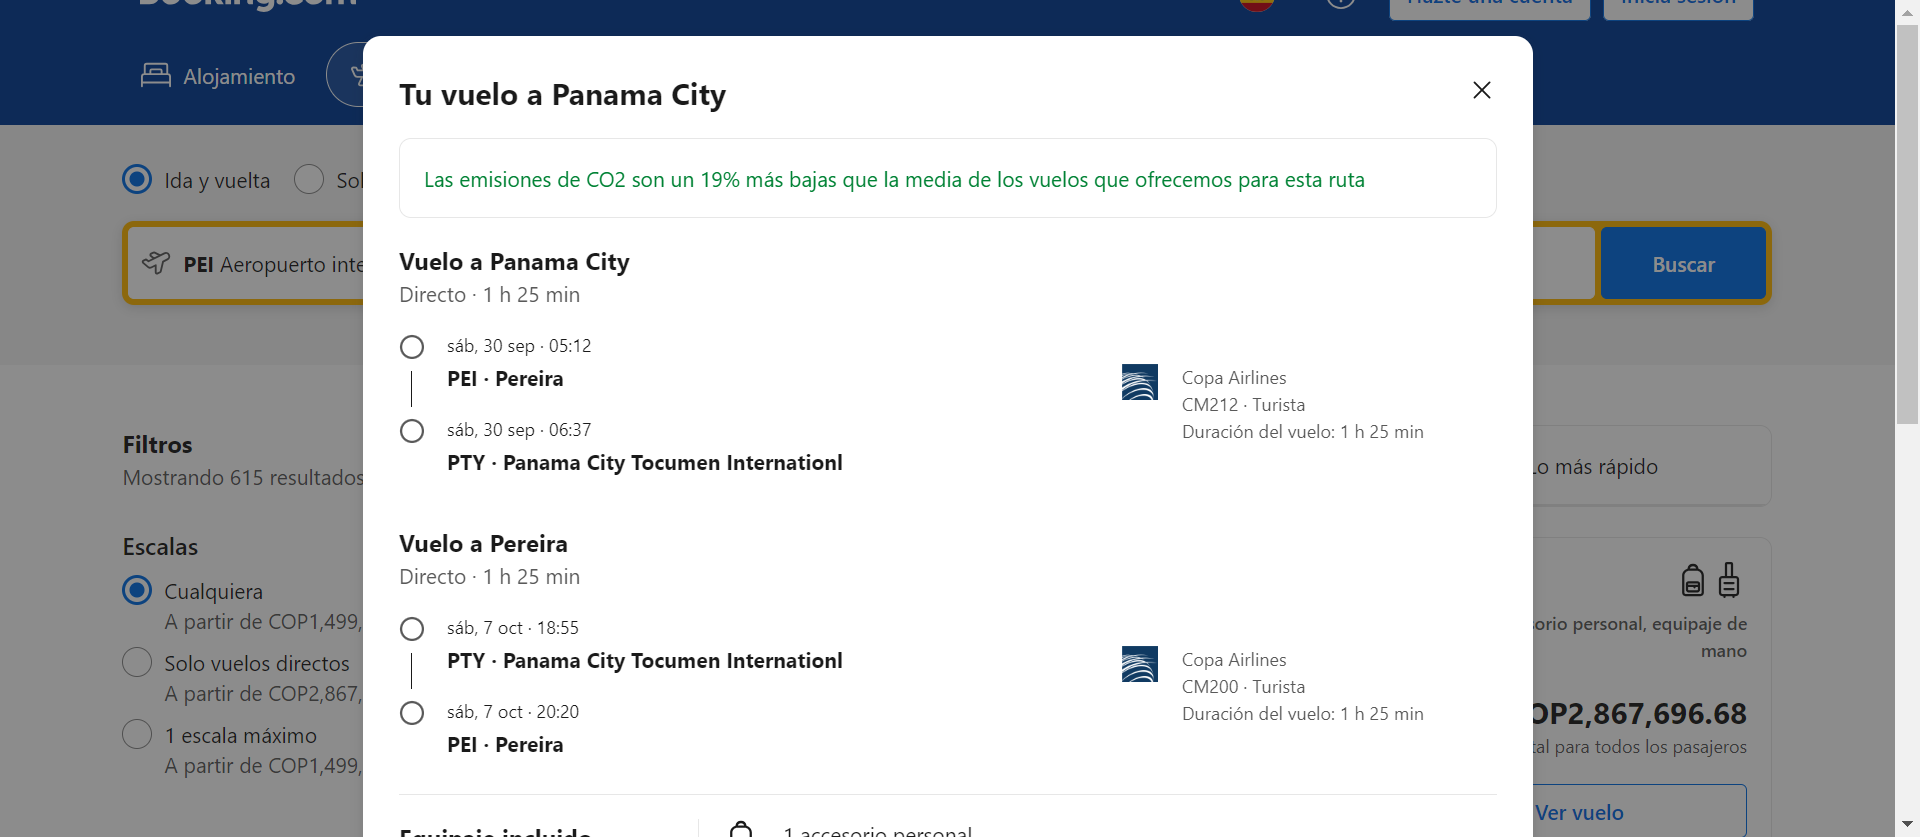 Booking.com
Hazte una cuenta
Inicia sesión
Alojamiento
Tu vuelo a Panama City
Las emisiones de CO2 son un 19% más bajas que la media de los vuelos que ofrecemos para esta ruta
Ida y vuelta
PEI Aeropuerto
Buscar
Vuelo a Panama City
Directo · 1 h 25 min
sáb, 30 sep · 05:12
PEI · Pereira
sáb, 30 sep · 06:37
PTY · Panama City Tocumen Internationl
Copa Airlines
CM212 · Turista
Duración del vuelo: 1 h 25 min
Vuelo a Pereira
Directo · 1 h 25 min
sáb, 7 oct · 18:55
PTY · Panama City Tocumen Internationl
sáb, 7 oct · 20:20
PEI · Pereira
Copa Airlines
CM200 · Turista
Duración del vuelo: 1 h 25 min
Equipaje incluido
1 accesorio personal
Filtros
Mostrando 615 resultados
Escalas
Cualquiera
A partir de COP1,499,
Solo vuelos directos
A partir de COP2,867,
1 escala máximo
A partir de COP1,499,
Lo más rápido
personal, equipaje de
mano
OP2,867,696.68
para todos los pasajeros
Ver vuelo